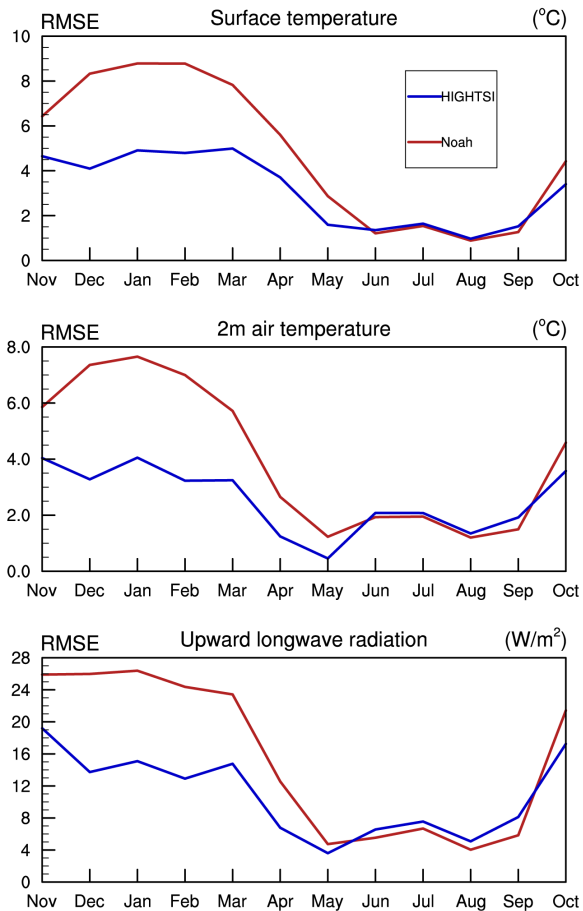 RMSE Surface temperature (°C)
10
8
6
4
2
0
HIGHTSI
Noah
Nov Dec Jan Feb Mar Apr May Jun Jul Aug Sep Oct
RMSE 2m air temperature (°C)
8.0
6.0
4.0
2.0
0.0
Nov Dec Jan Feb Mar Apr May Jun Jul Aug Sep Oct
RMSE Upward longwave radiation (W/m²)
28
24
20
16
12
8
4
0
Nov Dec Jan Feb Mar Apr May Jun Jul Aug Sep Oct